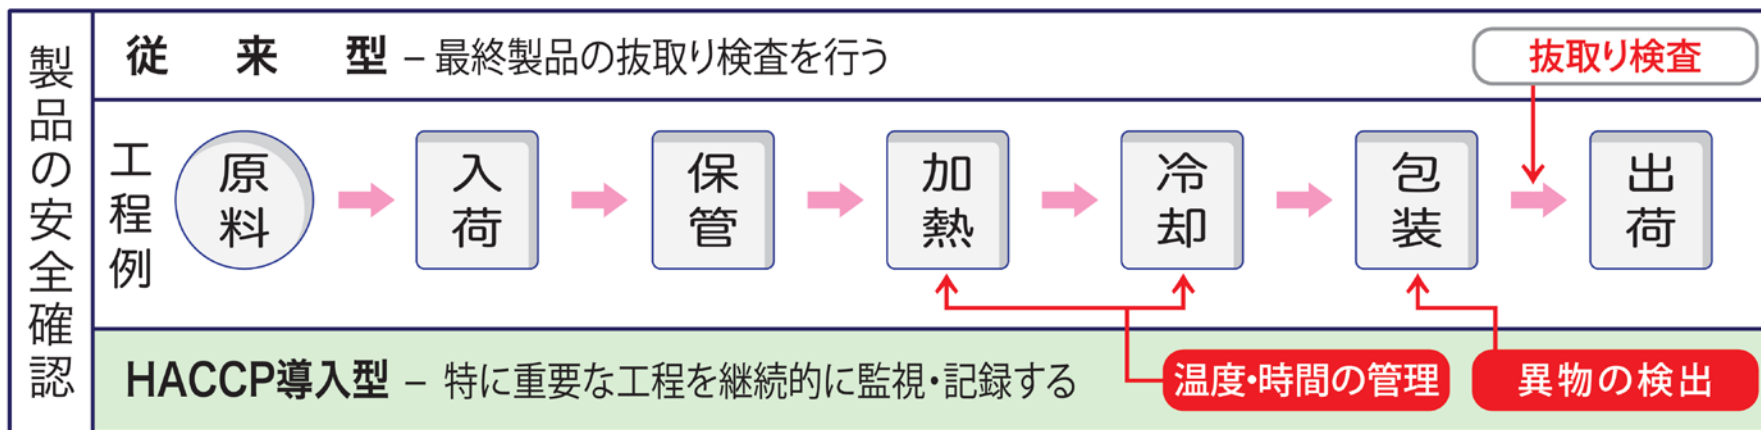 製品の安全確認
従来型 – 最終製品の抜取り検査を行う
抜取り検査
工程例
原料
入荷
保管
加熱
冷却
包装
出荷
HACCP導入型 – 特に重要な工程を継続的に監視・記録する
温度・時間の管理
異物の検出